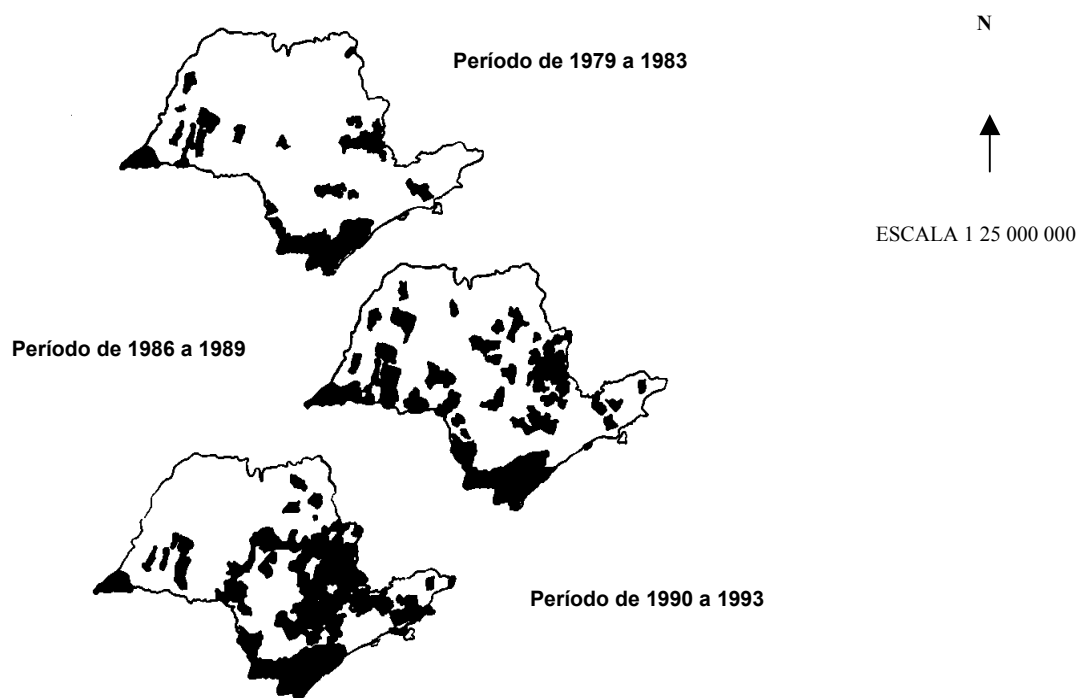 N
Período de 1979 a 1983
ESCALA 1 25 000 000
Período de 1986 a 1989
Período de 1990 a 1993